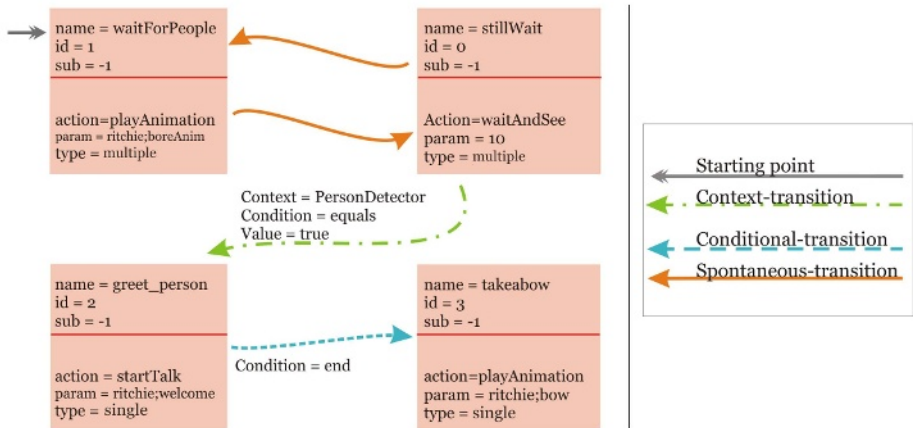 name = waitForPeople
id = 1
sub = -1
action=playAnimation
param = ritchie;boreAnim
type = multiple
name = stillWait
id = 0
sub = -1
Action=waitAndSee
param = 10
type = multiple
Context = PersonDetector
Condition = equals
Value = true
name = greet_person
id = 2
sub = -1
action = startTalk
param = ritchie;welcome
type = single
Condition = end
name = takeabow
id = 3
sub = -1
action=playAnimation
param = ritchie;bow
type = single
Starting point
Context-transition
Conditional-transition
Spontaneous-transition